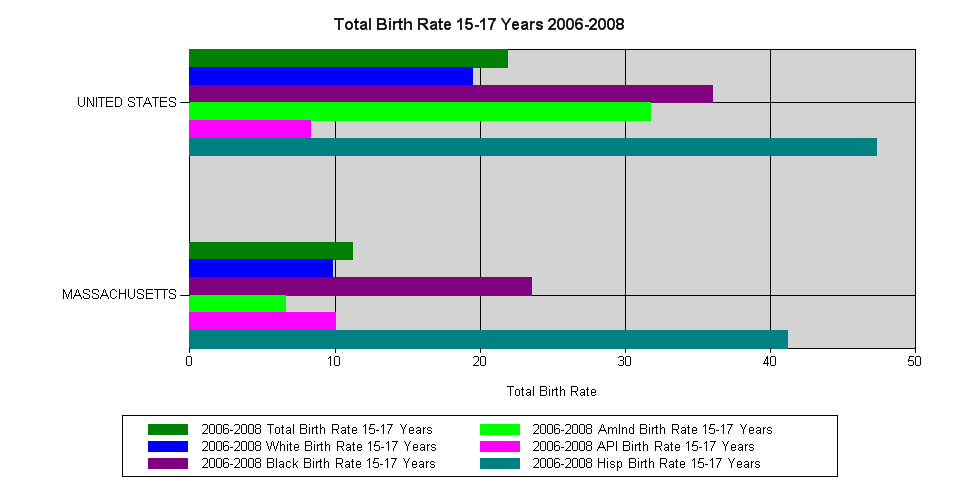 Total Birth Rate 15-17 Years 2006-2008
UNITED STATES
MASSACHUSETTS
0 10 20 30 40 50
Total Birth Rate
2006-2008 Total Birth Rate 15-17 Years
2006-2008 AmInd Birth Rate 15-17 Years
2006-2008 White Birth Rate 15-17 Years
2006-2008 API Birth Rate 15-17 Years
2006-2008 Black Birth Rate 15-17 Years
2006-2008 Hisp Birth Rate 15-17 Years